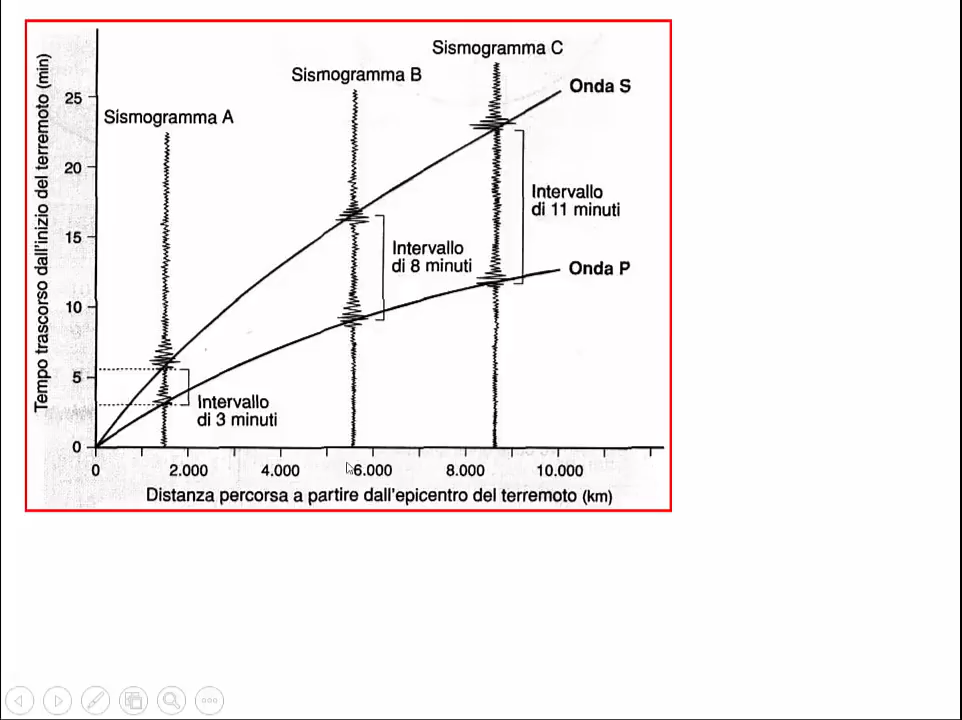 Sismogramma C
Sismogramma B
Onda S
Sismogramma A
Tempo trascorso dall'inizio del terremoto (min)
25
20
15
10
5
0
Intervallo
di 11 minuti
Intervallo
di 8 minuti
Onda P
Intervallo
di 3 minuti
0 2.000 4.000 6.000 8.000 10.000
Distanza percorsa a partire dall'epicentro del terremoto (km)